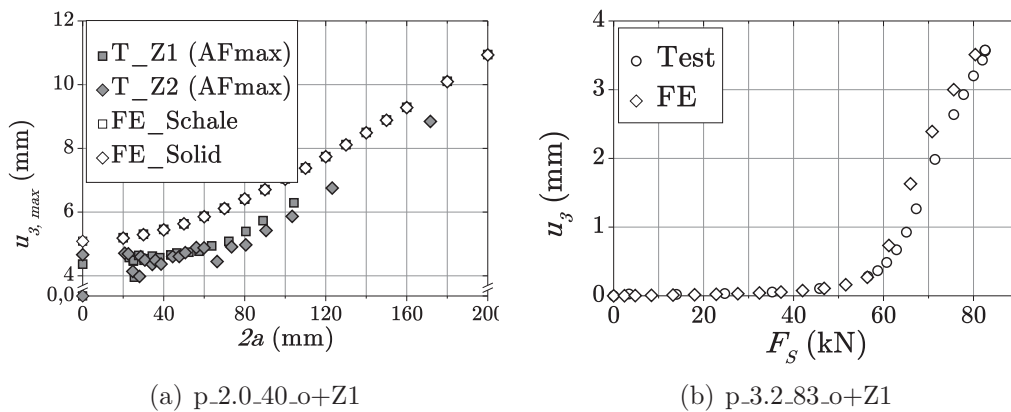 12
10
8
6
4
0,0
u3, max (mm)
T_Z1 (AFmax)
T_Z2 (AFmax)
FE_Schale
FE_Solid
0 40 80 120 160 200
2a (mm)
(a) p_2.0_40_o+Z1
4
3
2
1
0
u3 (mm)
Test
FE
0 20 40 60 80
FS (kN)
(b) p_3.2_83_o+Z1